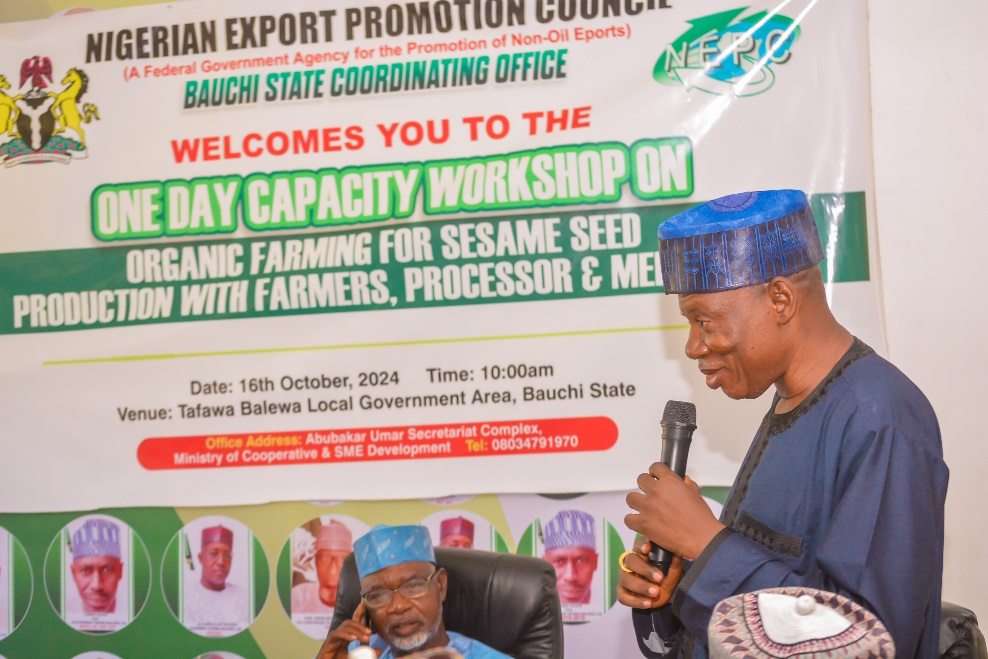 NIGERIAN EXPORT PROMOTION COUNCIL
(A Federal Government Agency for the Promotion of Non-Oil Eports)
NEPC
BAUCHI STATE COORDINATING OFFICE
WELCOMES YOU TO THE
ONE DAY CAPACITY WORKSHOP ON
ORGANIC FARMING FOR SESAME SEED
PRODUCTION WITH FARMERS, PROCESSOR &
Date: 16th October, 2024 Time: 10:00am
Venue: Tafawa Balewa Local Government Area, Bauchi State
Office Address: Abubakar Umar Secretariat Complex,
Ministry of Cooperative & SME Development Tel: 08034791970